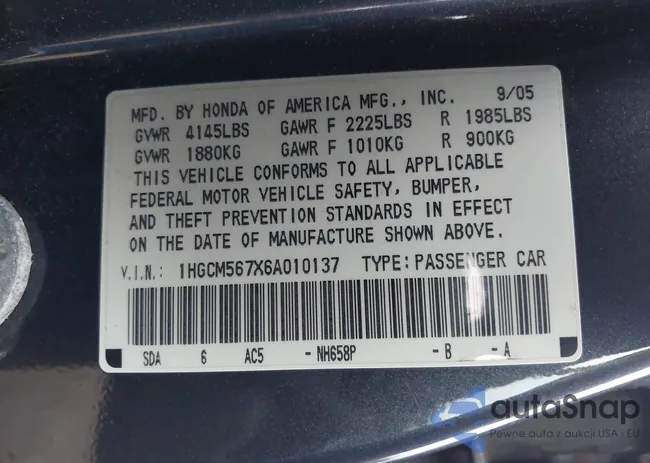 MFD. BY HONDA OF AMERICA MFG., INC. 9/05
GVWR 4145LBS GAWR F 2225LBS R 1985LBS
GVWR 1880KG GAWR F 1010KG R 900KG
THIS VEHICLE CONFORMS TO ALL APPLICABLE
FEDERAL MOTOR VEHICLE SAFETY, BUMPER,
AND THEFT PREVENTION STANDARDS IN EFFECT
ON THE DATE OF MANUFACTURE SHOWN ABOVE.
V.I.N.: 1HGCM567X6A010137 TYPE: PASSENGER CAR
SDA 6 AC5 -NH658P -B -A
autaSnap
Pewne auta z aukcji USA i EU